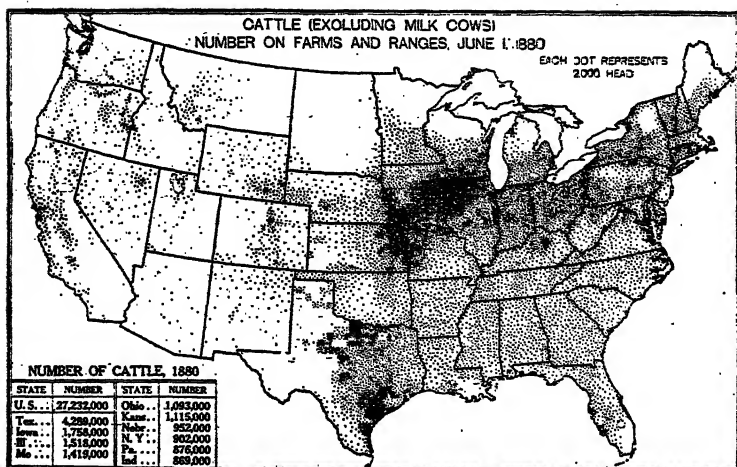 CATTLE (EXCLUDING MILK COWS)
NUMBER ON FARMS AND RANGES, JUNE 1, 1880
EACH DOT REPRESENTS
2000 HEAD
NUMBER OF CATTLE, 1880
STATE NUMBER STATE NUMBER
U.S... 27,232,000 Ohio.. 1,093,000
Kans.. 1,115,000
Tex... 4,289,000 Nebr.. 952,000
Iowa.. 1,758,000 N.Y.. 902,000
Ill... 1,518,000 Pa... 876,000
Mo... 1,419,000 Ind... 869,000